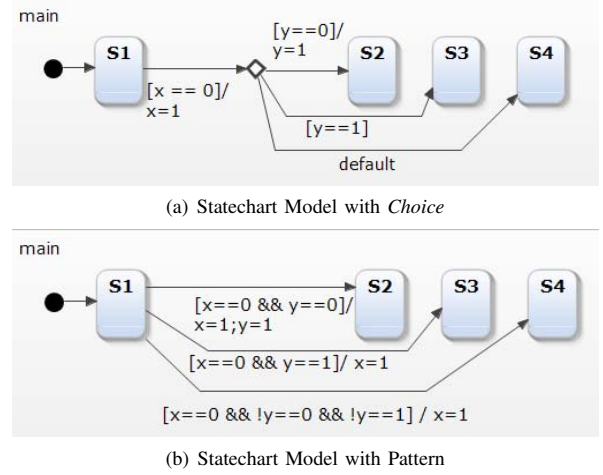 main
S1
[x == 0]/
x=1
[y==0]/
y=1
S2
S3
S4
[y==1]
default
(a) Statechart Model with Choice
main
S1
S2
S3
S4
[x==0 && y==0]/
x=1;y=1
[x==0 && y==1]/ x=1
[x==0 && !y==0 && !y==1] / x=1
(b) Statechart Model with Pattern